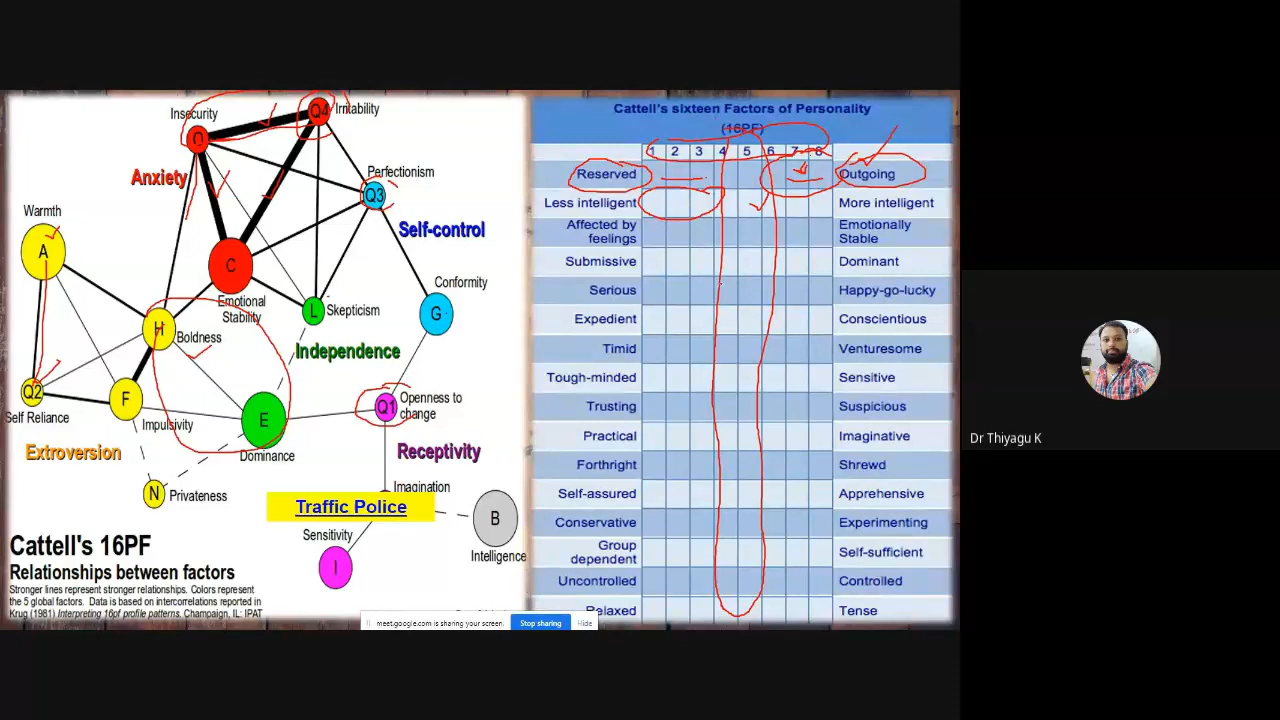 Insecurity
Q4
Irritability
O
Perfectionism
Anxiety
Q3
Warmth
Self-control
A
C
Conformity
Emotional
Stability
L
Skepticism
G
H
Boldness
Independence
Q2
F
E
Q1
Openness to
change
Self Reliance
Impulsivity
Extroversion
Dominance
Receptivity
N
Privateness
Imagination
Traffic Police
B
Sensitivity
Intelligence
I
Cattell's 16PF
Relationships between factors
Stronger lines represent stronger relationships. Colors represent
the 5 global factors. Data is based on intercorrelations reported in
Krug (1981) Interpreting 16pf profile patterns. Champaign, IL: IPAT
Cattell's sixteen Factors of Personality
(16PF)
1 2 3 4 5 6 7 8
Reserved Outgoing
Less intelligent More intelligent
Affected by Emotionally
feelings Stable
Submissive Dominant
Serious Happy-go-lucky
Expedient Conscientious
Timid Venturesome
Tough-minded Sensitive
Trusting Suspicious
Practical Imaginative
Forthright Shrewd
Self-assured Apprehensive
Conservative Experimenting
Group Self-sufficient
dependent
Uncontrolled Controlled
Relaxed Tense
meet.google.com is sharing your screen.
Stop sharing
Hide
Dr Thiyagu K